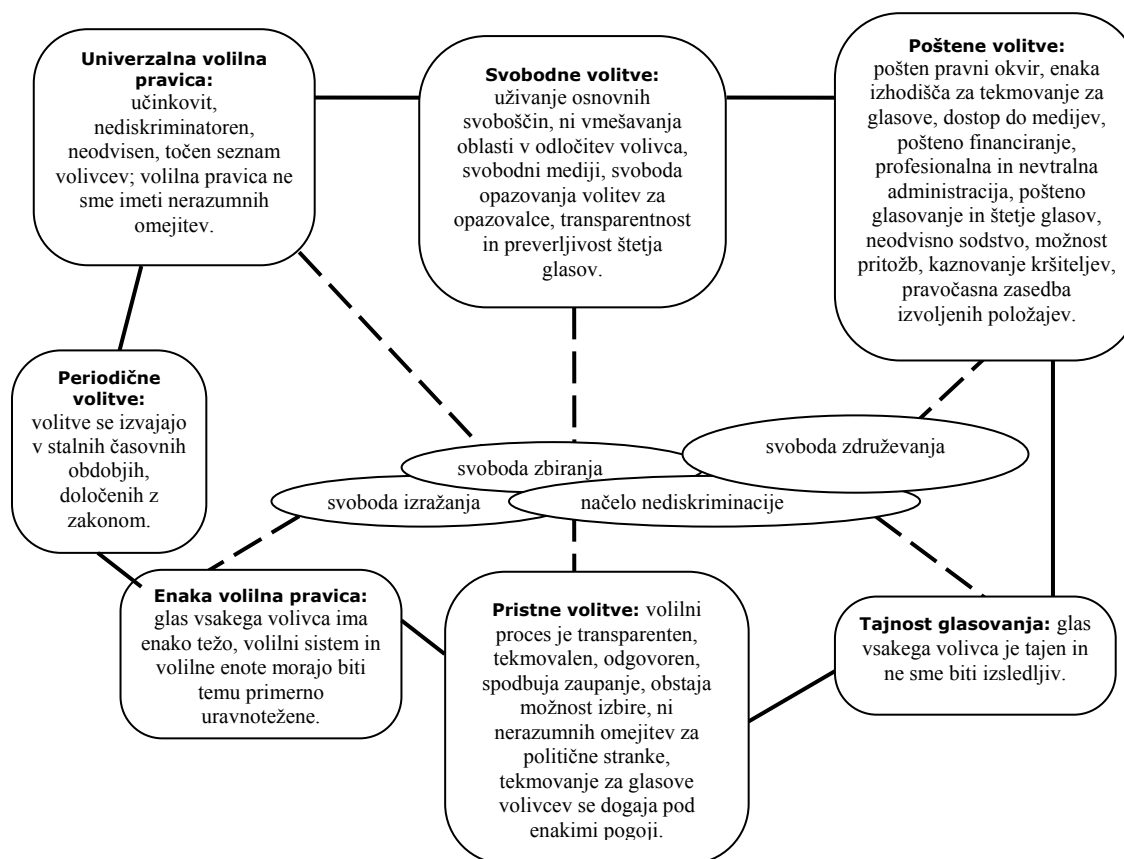 Univerzalna volilna
pravica:
učinkovit,
nediskriminatoren,
neodvisen, točen seznam
volivcev; volilna pravica ne
sme imeti nerazumnih
omejitev.
Svobodne volitve:
uživanje osnovnih
svoboščin, ni vmešavanja
oblasti v odločitev volivca,
svobodni mediji, svoboda
opazovanja volitev za
opazovalce, transparentnost
in preverljivost štetja
glasov.
Poštene volitve:
pošten pravni okvir, enaka
izhodišča za tekmovanje za
glasove, dostop do medijev,
pošteno financiranje,
profesionalna in nevtralna
administracija, pošteno
glasovanje in štetje glasov,
neodvisno sodstvo, možnost
pritožb, kaznovanje kršiteljev,
pravočasna zasedba
izvoljenih položajev.
Periodične
volitve:
volitve se izvajajo
v stalnih časovnih
obdobjih,
določenih z
zakonom.
svoboda združevanja
svoboda zbiranja
svoboda izražanja
načelo nediskriminacije
Enaka volilna pravica:
glas vsakega volivca ima
enako težo, volilni sistem in
volilne enote morajo biti
temu primerno
uravnotežene.
Pristne volitve: volilni
proces je transparenten,
tekmovalen, odgovoren,
spodbuja zaupanje, obstaja
možnost izbire, ni
nerazumnih omejitev za
politične stranke,
tekmovanje za glasove
volivcev se dogaja pod
enakimi pogoji.
Tajnost glasovanja: glas
vsakega volivca je tajen in
ne sme biti izsledljiv.